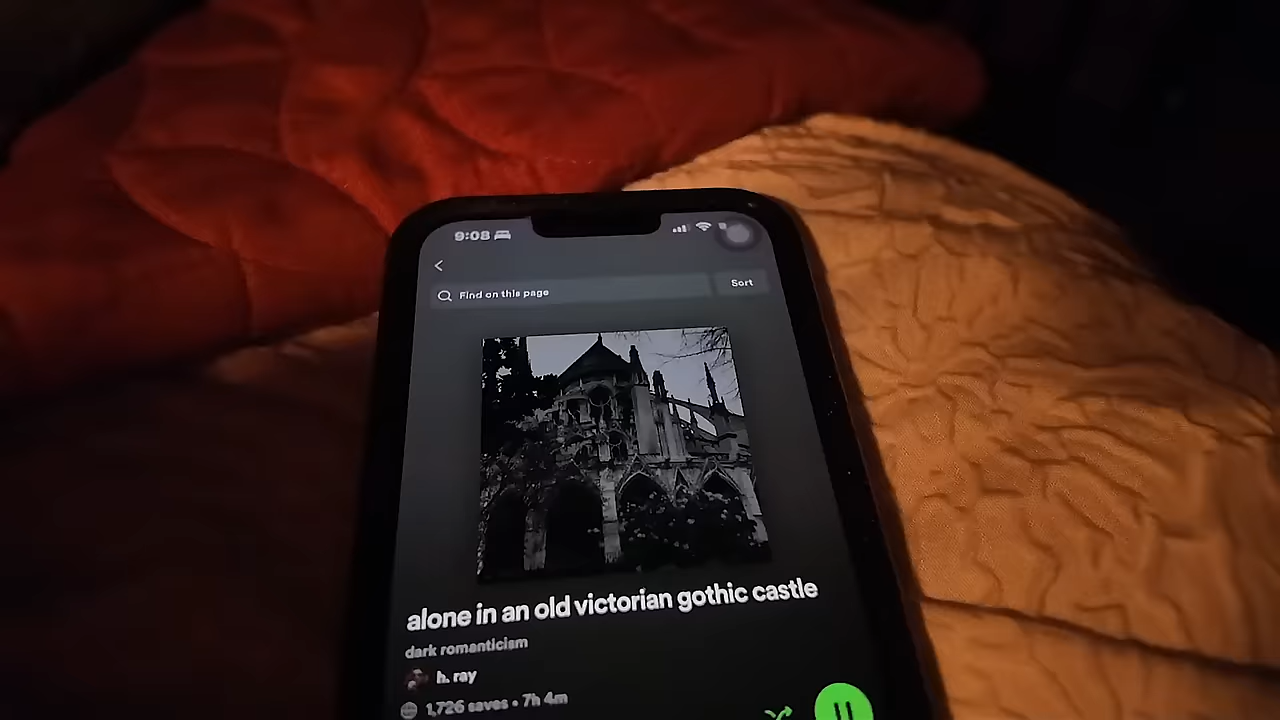 9:08
Find on this page
Sort
alone in an old victorian gothic castle
dark romanticism
h. ray
1,726 saves • 7h 4m